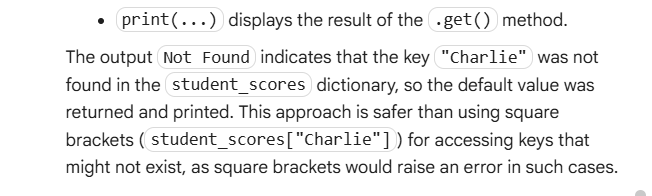 • print(...) displays the result of the .get() method.
The output Not Found indicates that the key "Charlie" was not
found in the student_scores dictionary, so the default value was
returned and printed. This approach is safer than using square
brackets (student_scores["Charlie"]) for accessing keys that
might not exist, as square brackets would raise an error in such cases.